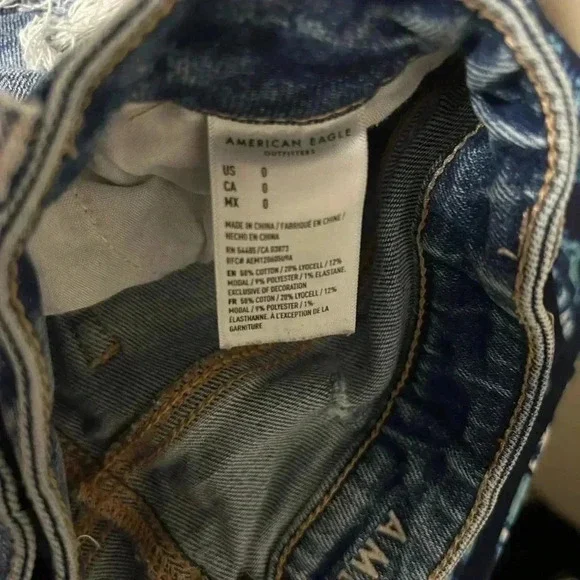 AMERICAN EAGLE
OUTFITTERS
US 0
CA 0
MX 0
MADE IN CHINA / FABRIQUÉ EN CHINE /
HECHO EN CHINA
RN 54485/CA 03873
EN 58% COTTON / 20% LYOCELL / 12%
MODAL / 9% POLYESTER / 1% ELASTANE.
EXCLUSIVE OF DECORATION
FR 58% COTON / 20% LYOCELL / 12%
MODAL / 9% POLYESTER / 1%
ÉLASTHANNE. À L'EXCEPTION DE LA
GARNITURE
AM